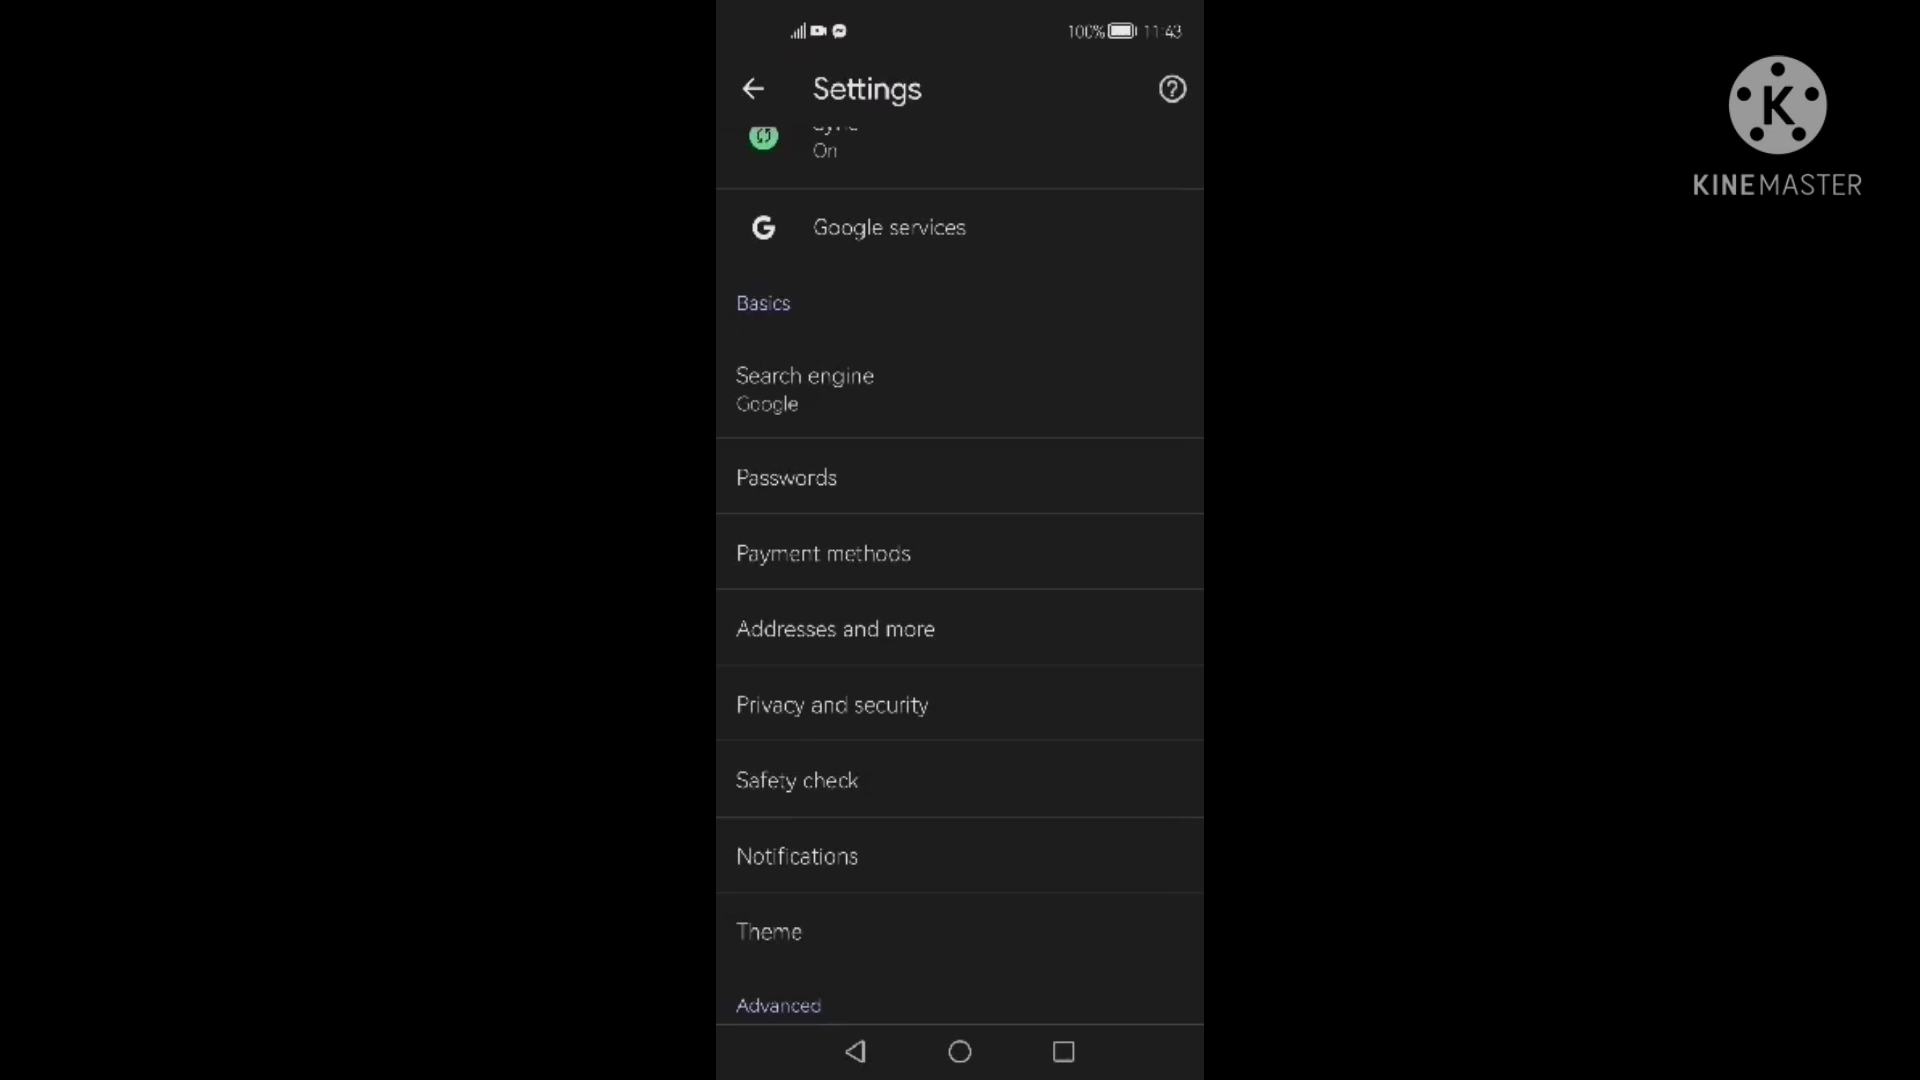 100% 11:43
Settings
On
Google services
Basics
Search engine
Google
Passwords
Payment methods
Addresses and more
Privacy and security
Safety check
Notifications
Theme
Advanced
K
KINEMASTER